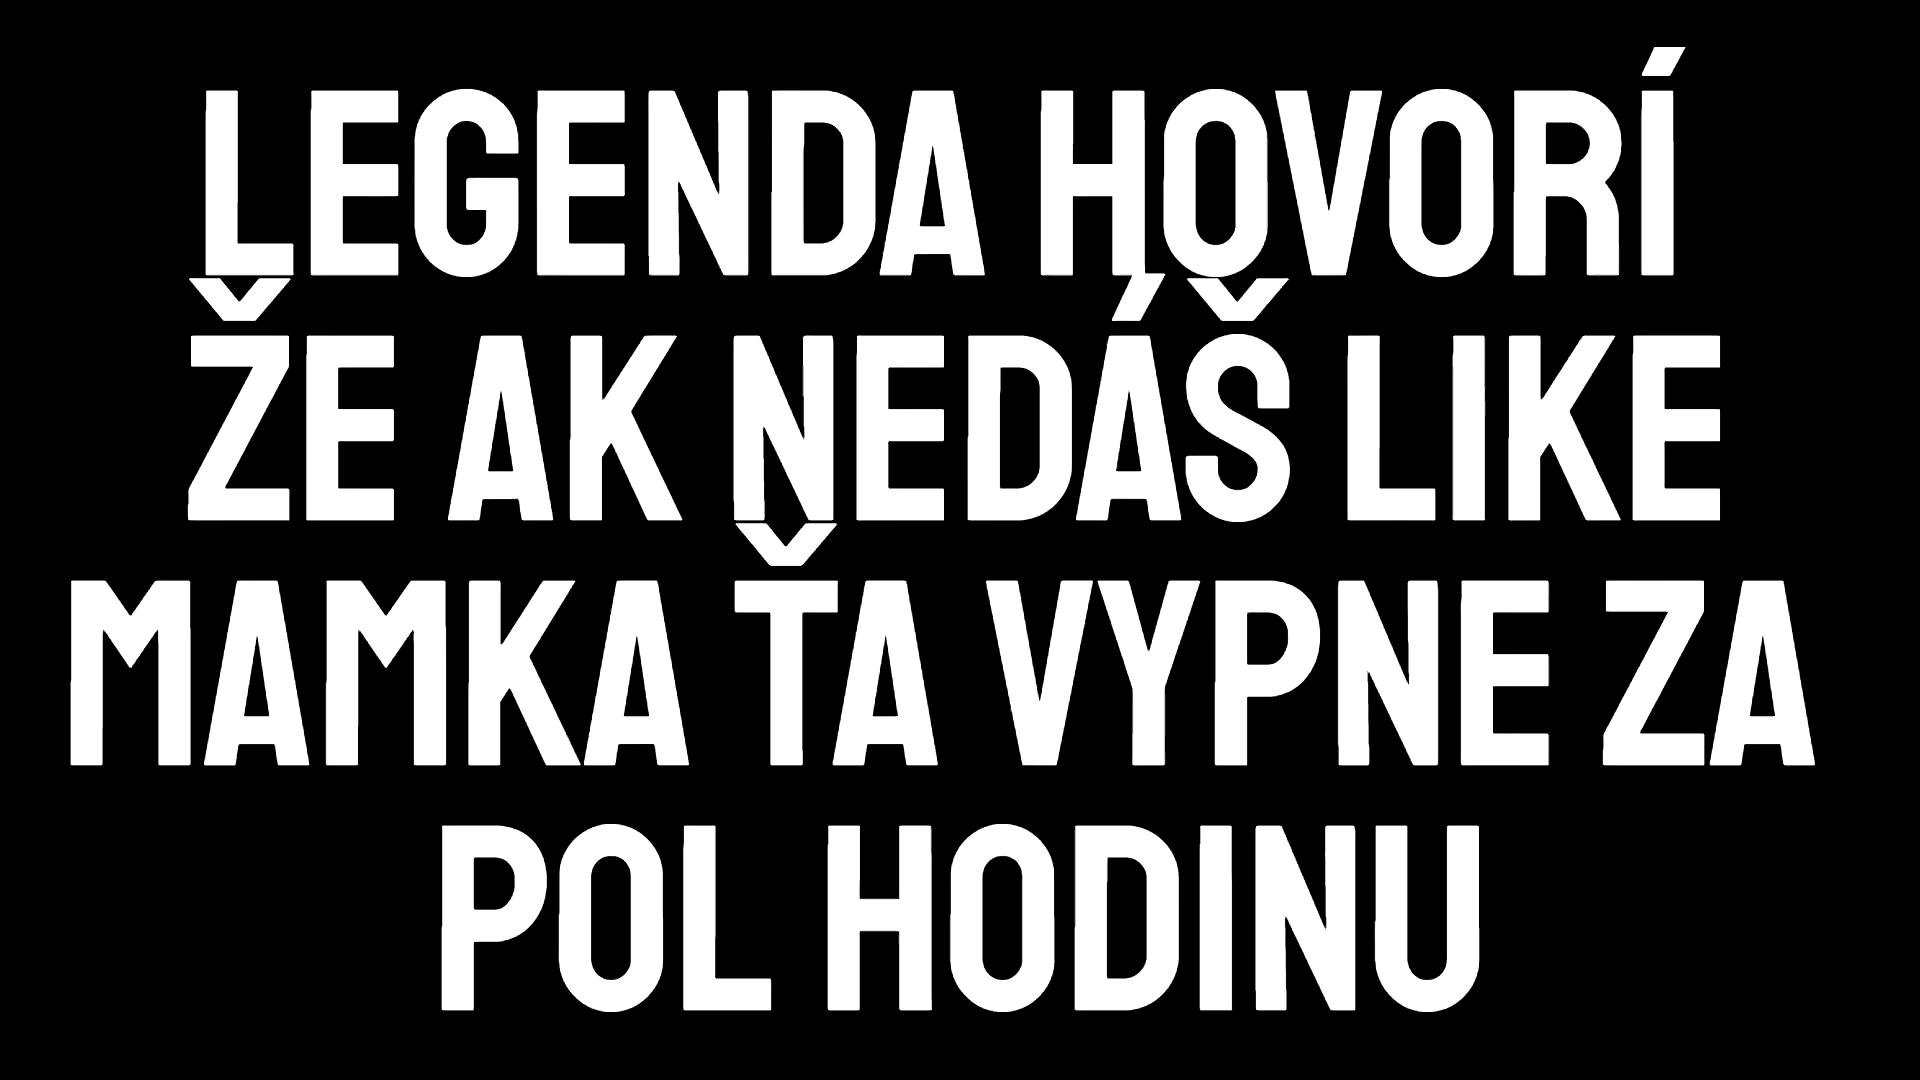 LEGENDA HOVORÍ
ŽE AK NEDÁŠ LIKE
MAMKA ŤA VYPNE ZA
POL HODINU